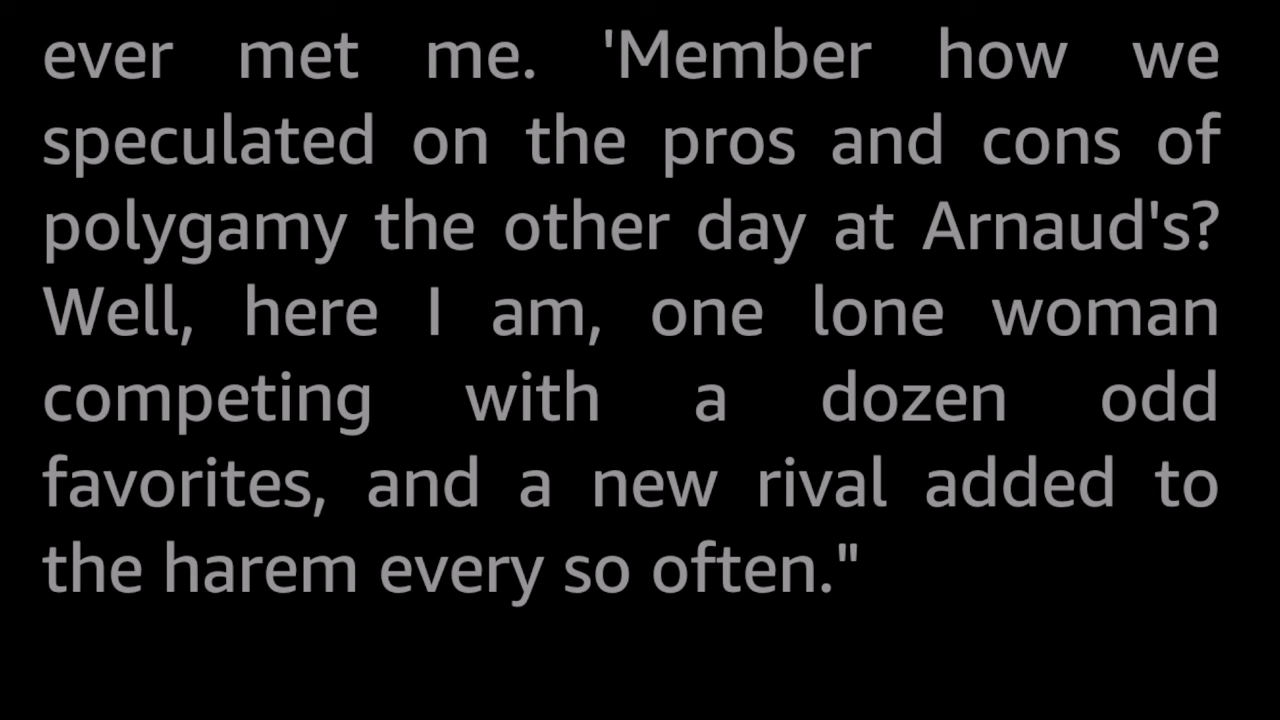 ever met me. 'Member how we
speculated on the pros and cons of
polygamy the other day at Arnaud's?
Well, here I am, one lone woman
competing with a dozen odd
favorites, and a new rival added to
the harem every so often."